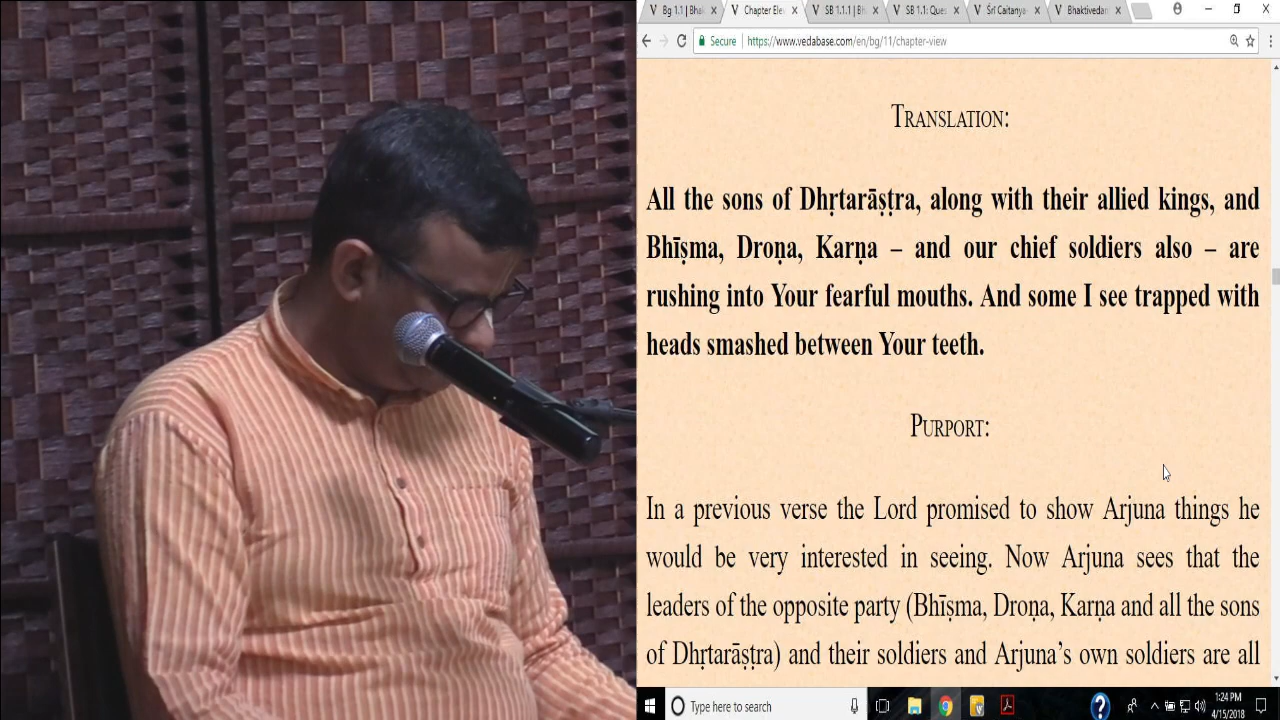 Bg 1.1 | Bha
Chapter Ele
SB 1.1.1 | Bh
SB 1.1: Ques
Śrī Caitanya
Bhaktivedan
Secure
https://www.vedabase.com/en/bg/11/chapter-view
TRANSLATION:
All the sons of Dhṛtarāṣṭra, along with their allied kings, and
Bhīṣma, Droṇa, Karṇa – and our chief soldiers also – are
rushing into Your fearful mouths. And some I see trapped with
heads smashed between Your teeth.
PURPORT:
In a previous verse the Lord promised to show Arjuna things he
would be very interested in seeing. Now Arjuna sees that the
leaders of the opposite party (Bhīṣma, Droṇa, Karṇa and all the sons
of Dhṛtarāṣṭra) and their soldiers and Arjuna’s own soldiers are all
Type here to search
1:24 PM
4/15/2018